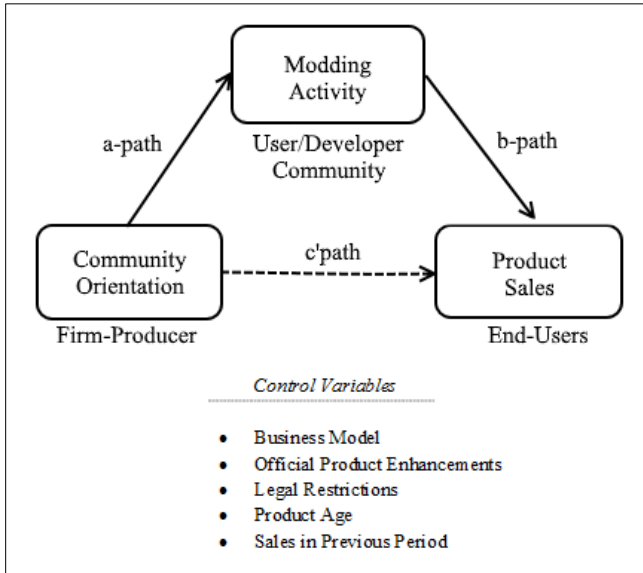 Modding
Activity
a-path
User/Developer
Community
b-path
Community
Orientation
c'path
Product
Sales
Firm-Producer
End-Users
Control Variables
• Business Model
• Official Product Enhancements
• Legal Restrictions
• Product Age
• Sales in Previous Period